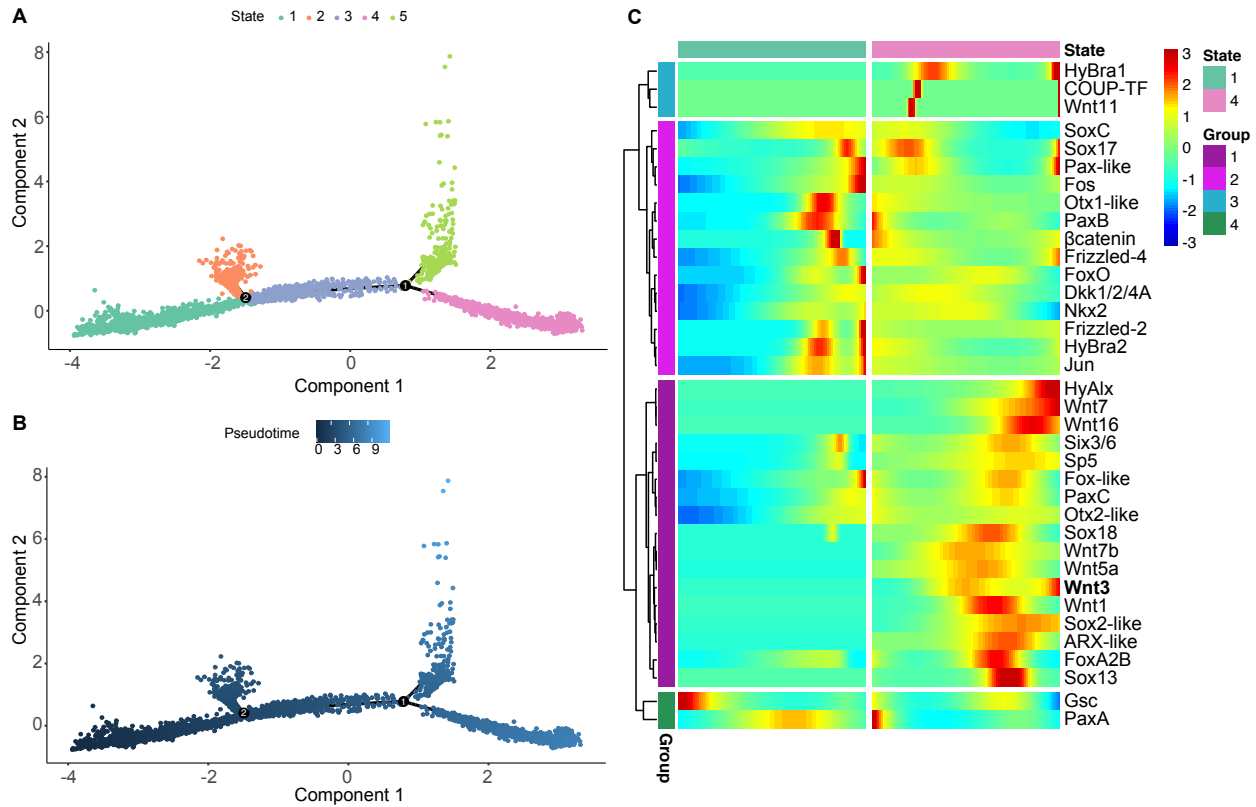 A
State 1 2 3 4 5
8
6
4
2
0
Component 2
2
1
-4 -2 0 2
Component 1
B
Pseudotime
0 3 6 9
8
6
4
2
0
Component 2
2
1
-4 -2 0 2
Component 1
C
State
HyBra1
COUP-TF
Wnt11
SoxC
Sox17
Pax-like
Fos
Otx1-like
PaxB
βcatenin
Frizzled-4
FoxO
Dkk1/2/4A
Nkx2
Frizzled-2
HyBra2
Jun
HyAlx
Wnt7
Wnt16
Six3/6
Sp5
Fox-like
PaxC
Otx2-like
Sox18
Wnt7b
Wnt5a
Wnt3
Wnt1
Sox2-like
ARX-like
FoxA2B
Sox13
Gsc
PaxA
Group
3
2
1
0
-1
-2
-3
State
1
4
Group
1
2
3
4